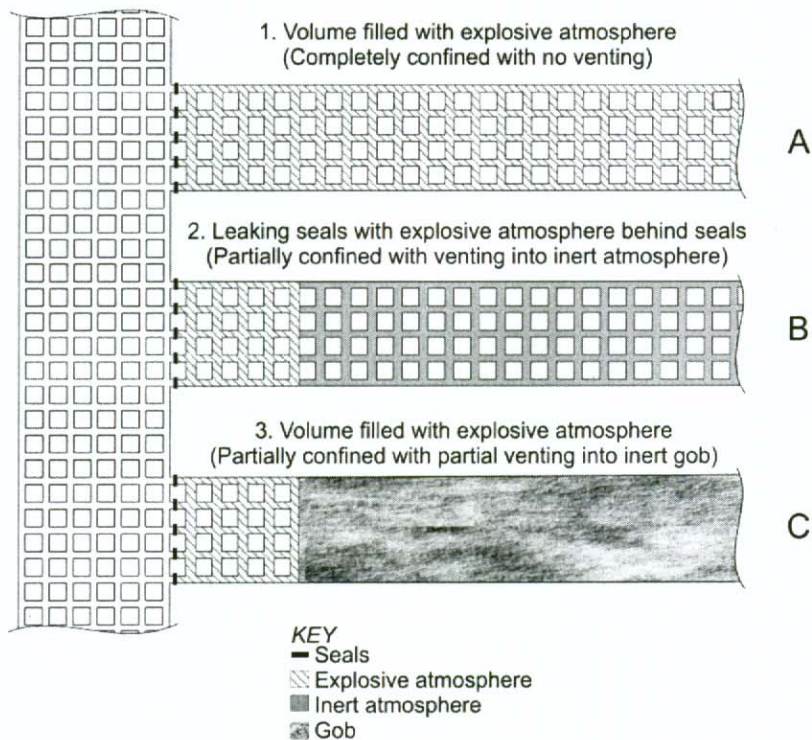 1. Volume filled with explosive atmosphere
(Completely confined with no venting)
A
2. Leaking seals with explosive atmosphere behind seals
(Partially confined with venting into inert atmosphere)
B
3. Volume filled with explosive atmosphere
(Partially confined with partial venting into inert gob)
C
KEY
Seals
Explosive atmosphere
Inert atmosphere
Gob